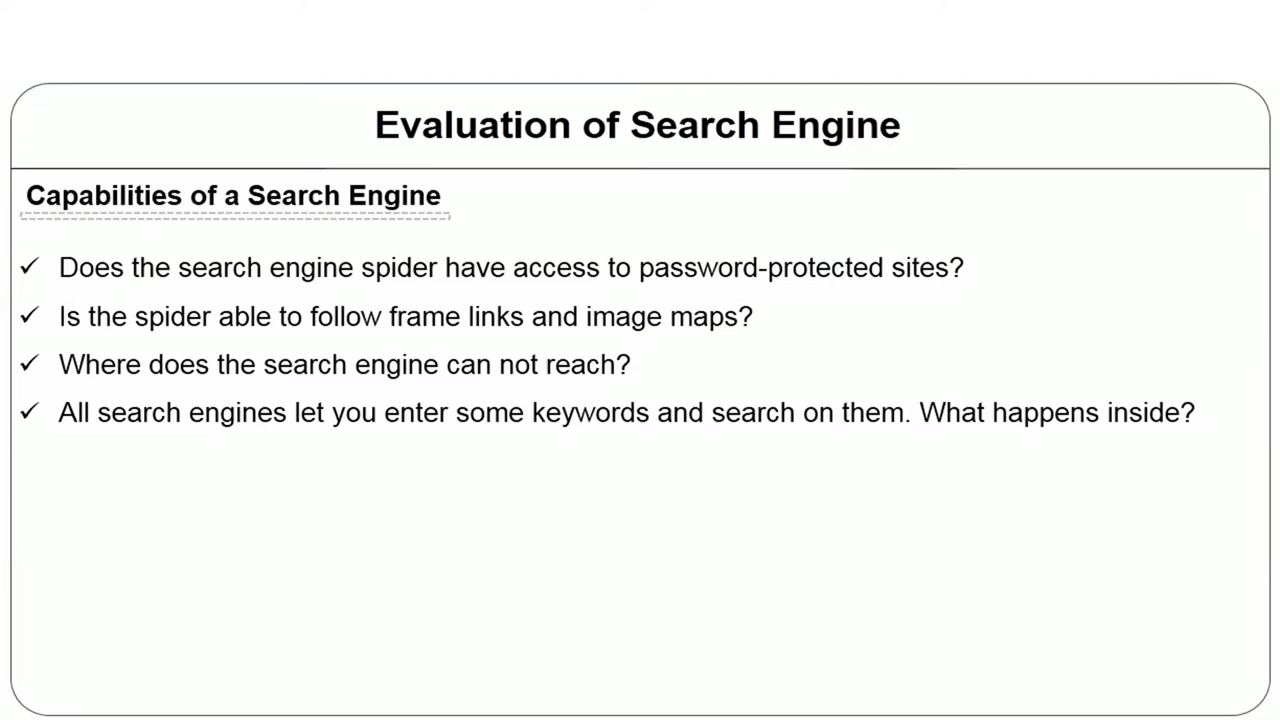 Evaluation of Search Engine
Capabilities of a Search Engine
✓ Does the search engine spider have access to password-protected sites?
✓ Is the spider able to follow frame links and image maps?
✓ Where does the search engine can not reach?
✓ All search engines let you enter some keywords and search on them. What happens inside?